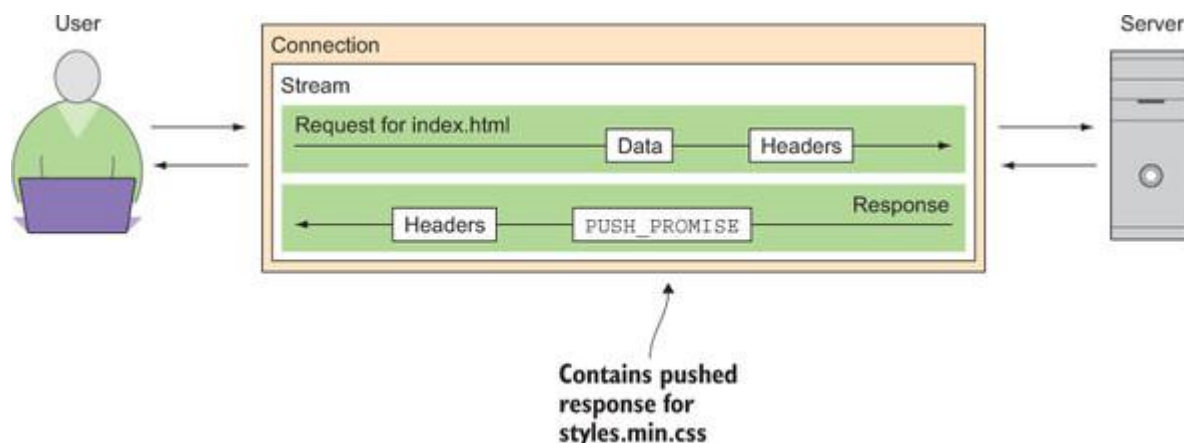 User
Server
Connection
Stream
Request for index.html
Data
Headers
Response
Headers
PUSH_PROMISE
Contains pushed
response for
styles.min.css